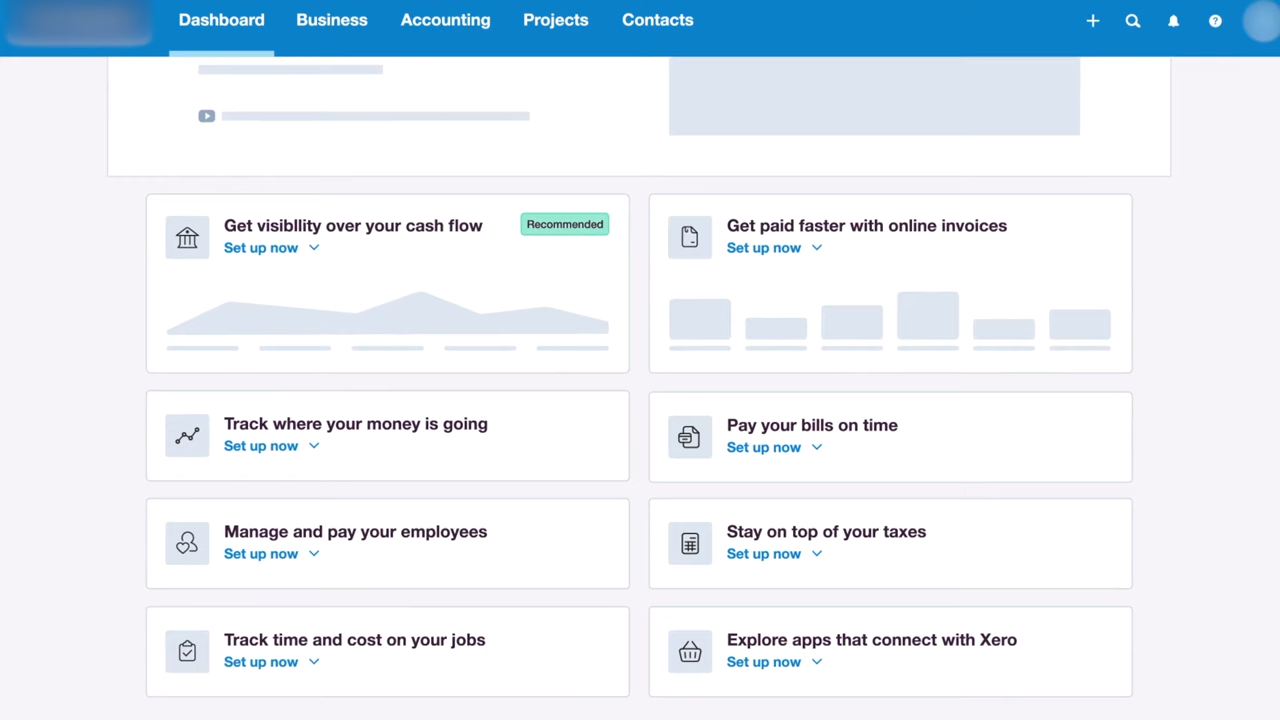 Dashboard Business Accounting Projects Contacts
Get visibllity over your cash flow
Recommended
Set up now
Get paid faster with online invoices
Set up now
Track where your money is going
Set up now
Pay your bills on time
Set up now
Manage and pay your employees
Set up now
Stay on top of your taxes
Set up now
Track time and cost on your jobs
Set up now
Explore apps that connect with Xero
Set up now